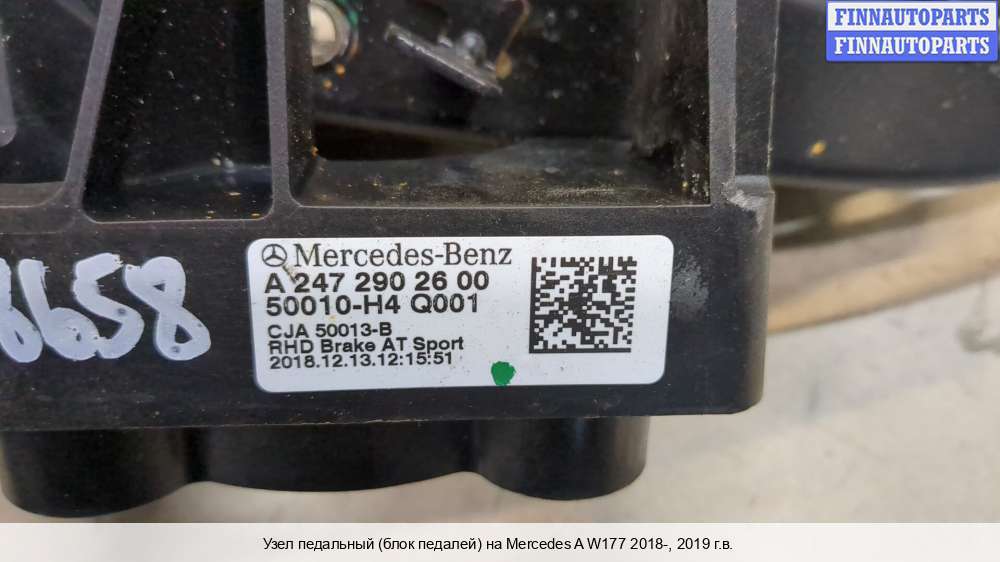 FINNAUTOPARTS
FINNAUTOPARTS
Mercedes-Benz
A 247 290 26 00
50010-H4 Q001
CJA 50013-B
RHD Brake AT Sport
2018.12.13.12:15:51
8658
Узел педальный (блок педалей) на Mercedes A W177 2018-, 2019 г.в.